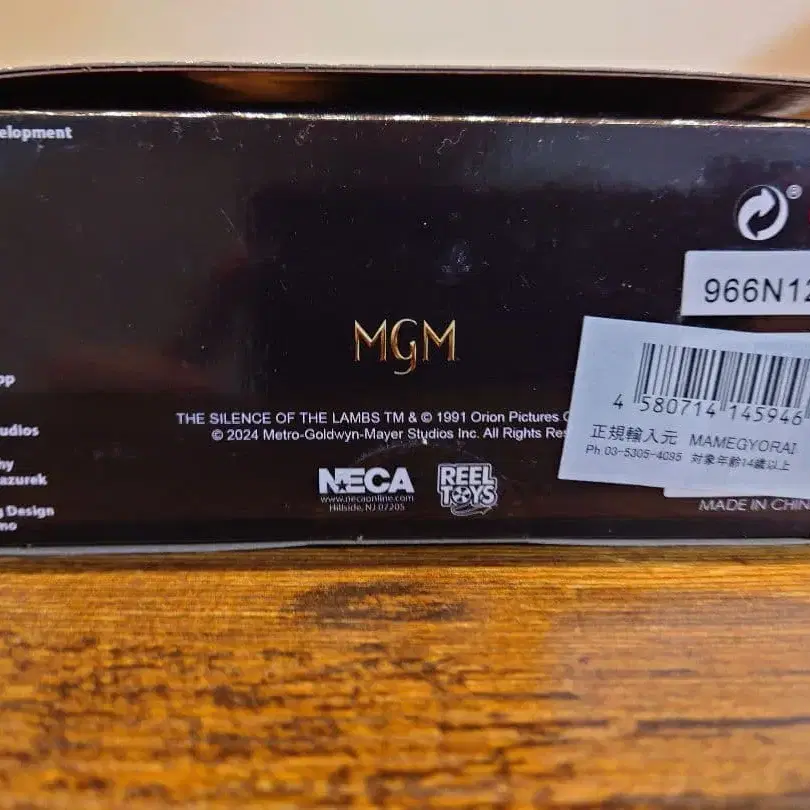 elopment
®
966N12
MGM
4 580714 145946
pp
THE SILENCE OF THE LAMBS TM & © 1991 Orion Pictures C
udios
© 2024 Metro-Goldwyn-Mayer Studios Inc. All Rights Res
正規輸入元 MAMEGYORAI
Ph 03-5305-4095 対象年齢14歳以上
hy
azurek
NECA
www.necaonline.com
Hillside, NJ 07205
REEL
TOYS
MADE IN CHIN
g Design
mo